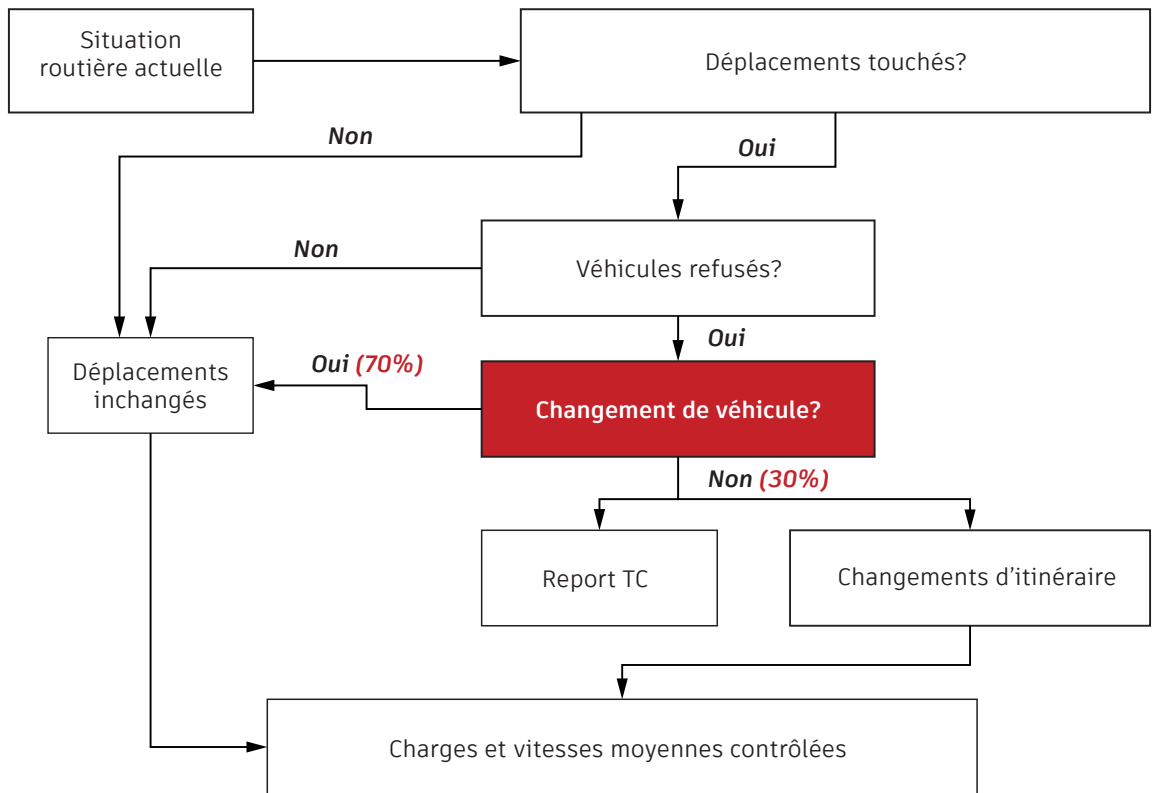 Situation
routière actuelle
Déplacements touchés?
Non
Oui
Non
Véhicules refusés?
Oui
Oui (70%)
Déplacements
inchangés
Changement de véhicule?
Non (30%)
Report TC
Changements d'itinéraire
Charges et vitesses moyennes contrôlées